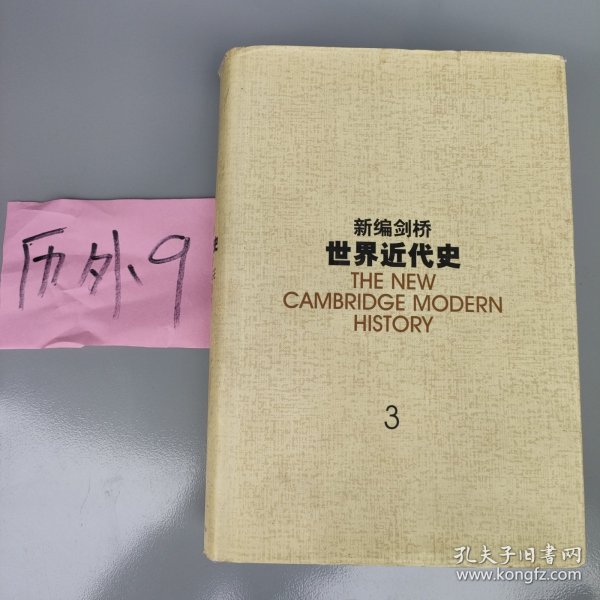 历外、9
新编剑桥
世界近代史
THE NEW
CAMBRIDGE MODERN
HISTORY
3
孔夫子旧書网
www.kongfz.com